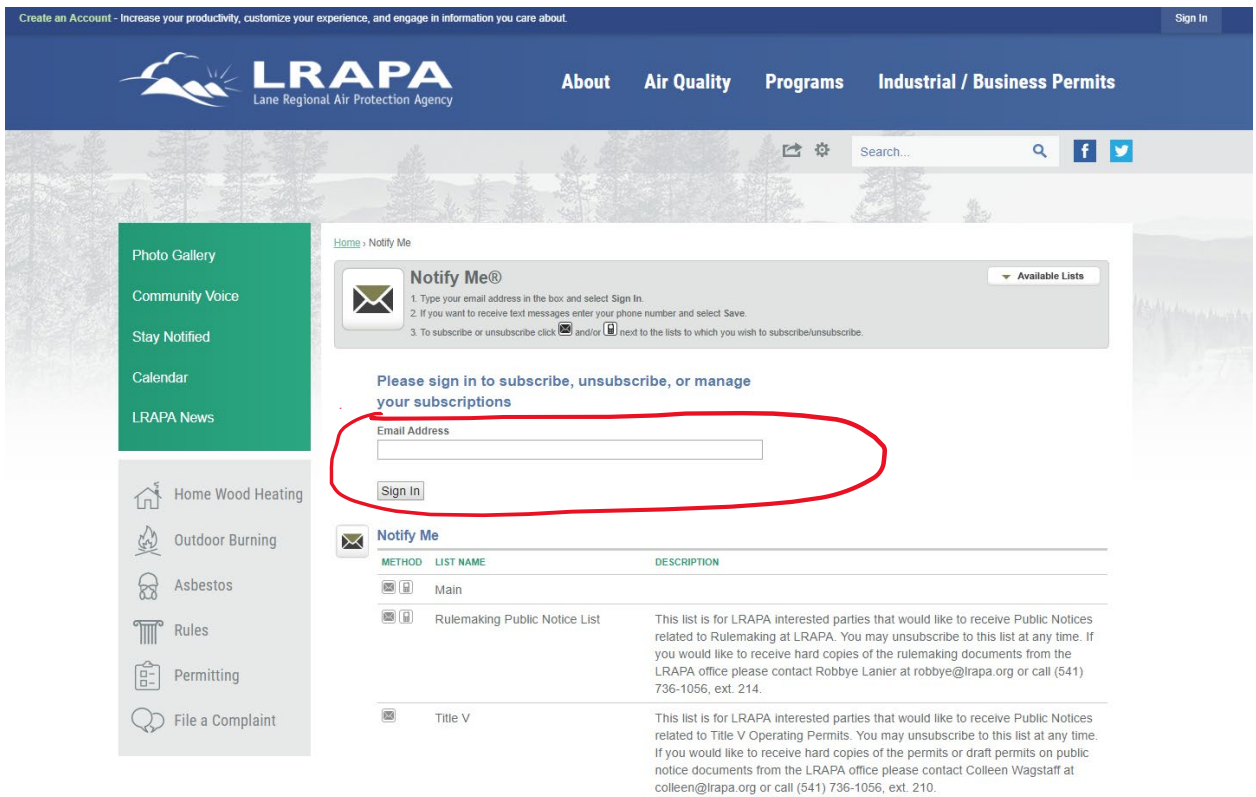 Create an Account - Increase your productivity, customize your experience, and engage in information you care about.
Sign In
LRAPA
Lane Regional Air Protection Agency
About
Air Quality
Programs
Industrial / Business Permits
Search...
f
Photo Gallery
Community Voice
Stay Notified
Calendar
LRAPA News
Home › Notify Me
Notify Me®
Available Lists
1. Type your email address in the box and select Sign In.
2. If you want to receive text messages enter your phone number and select Save.
3. To subscribe or unsubscribe click and/or next to the lists to which you wish to subscribe/unsubscribe.
Please sign in to subscribe, unsubscribe, or manage
your subscriptions
Email Address
Sign In
Home Wood Heating
Outdoor Burning
Asbestos
Rules
Permitting
File a Complaint
Notify Me
METHOD LIST NAME DESCRIPTION
Main
Rulemaking Public Notice List
This list is for LRAPA interested parties that would like to receive Public Notices
related to Rulemaking at LRAPA. You may unsubscribe to this list at any time. If
you would like to receive hard copies of the rulemaking documents from the
LRAPA office please contact Robbye Lanier at robbye@lrapa.org or call (541)
736-1056, ext. 214.
Title V
This list is for LRAPA interested parties that would like to receive Public Notices
related to Title V Operating Permits. You may unsubscribe to this list at any time.
If you would like to receive hard copies of the permits or draft permits on public
notice documents from the LRAPA office please contact Colleen Wagstaff at
colleen@lrapa.org or call (541) 736-1056, ext. 210.